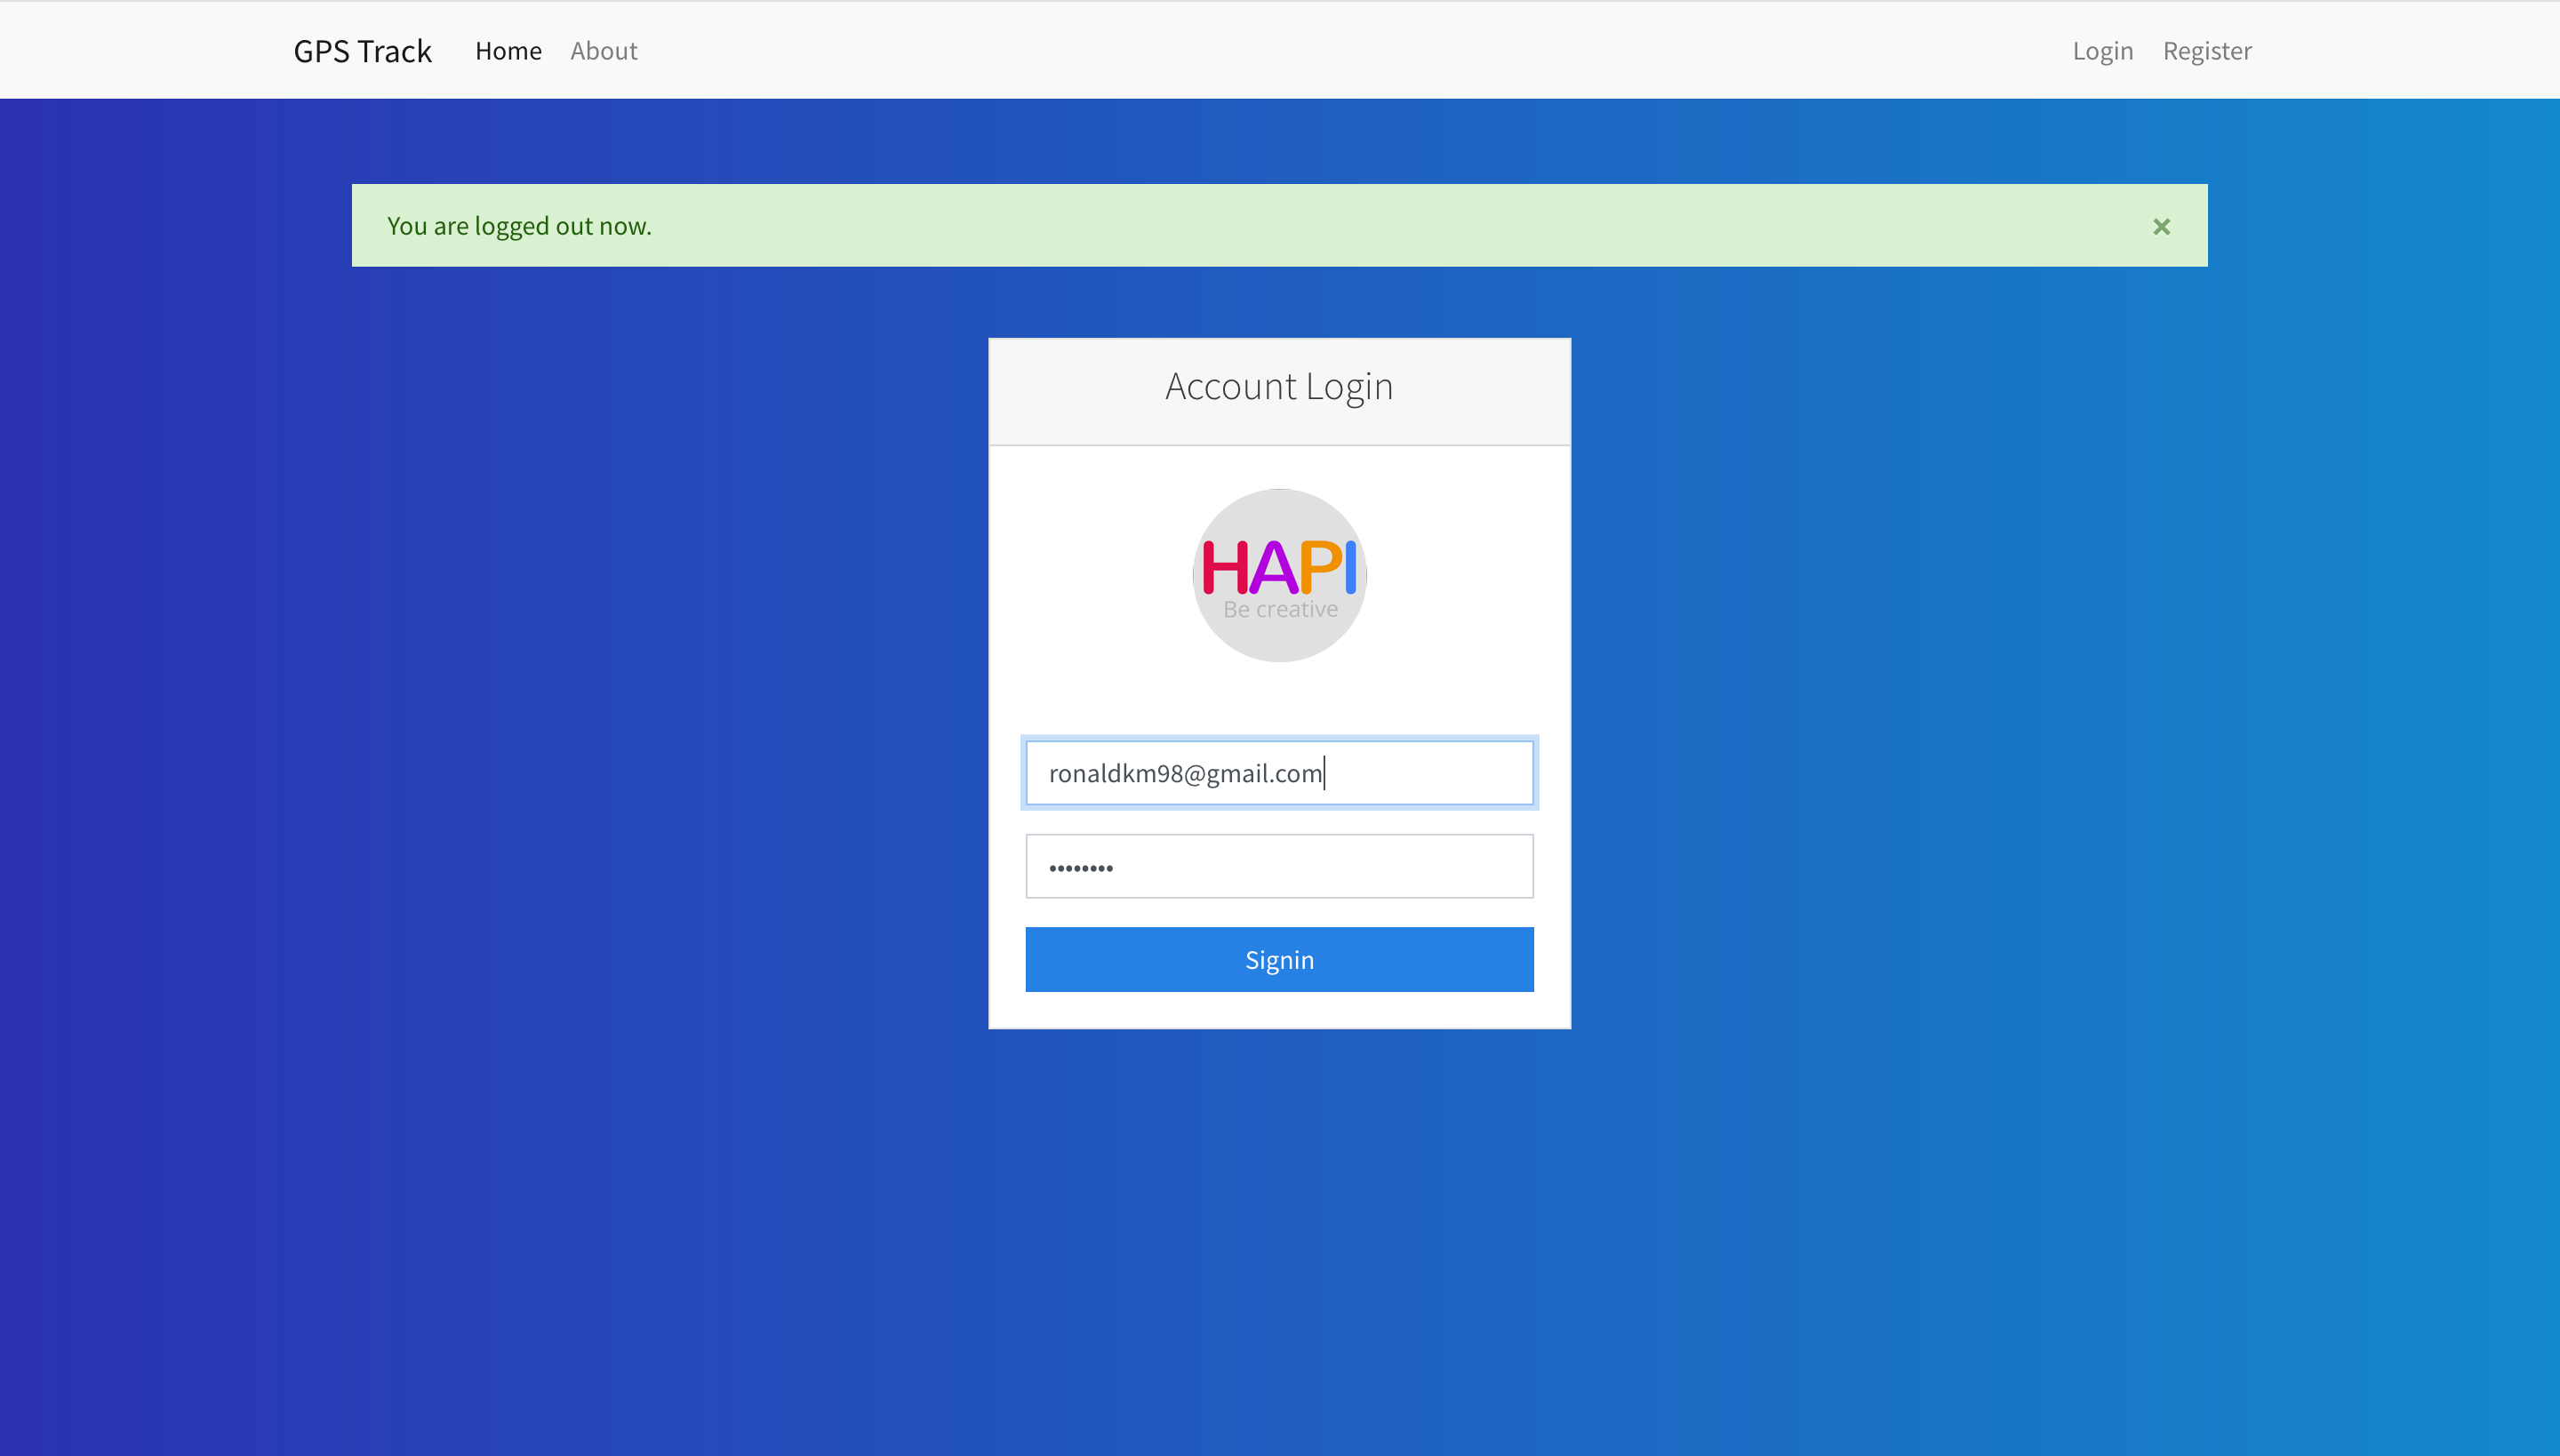 GPS Track Home About Login Register
You are logged out now. ×
Account Login
HAPI
Be creative
ronaldkm98@gmail.com
••••••••
Signin